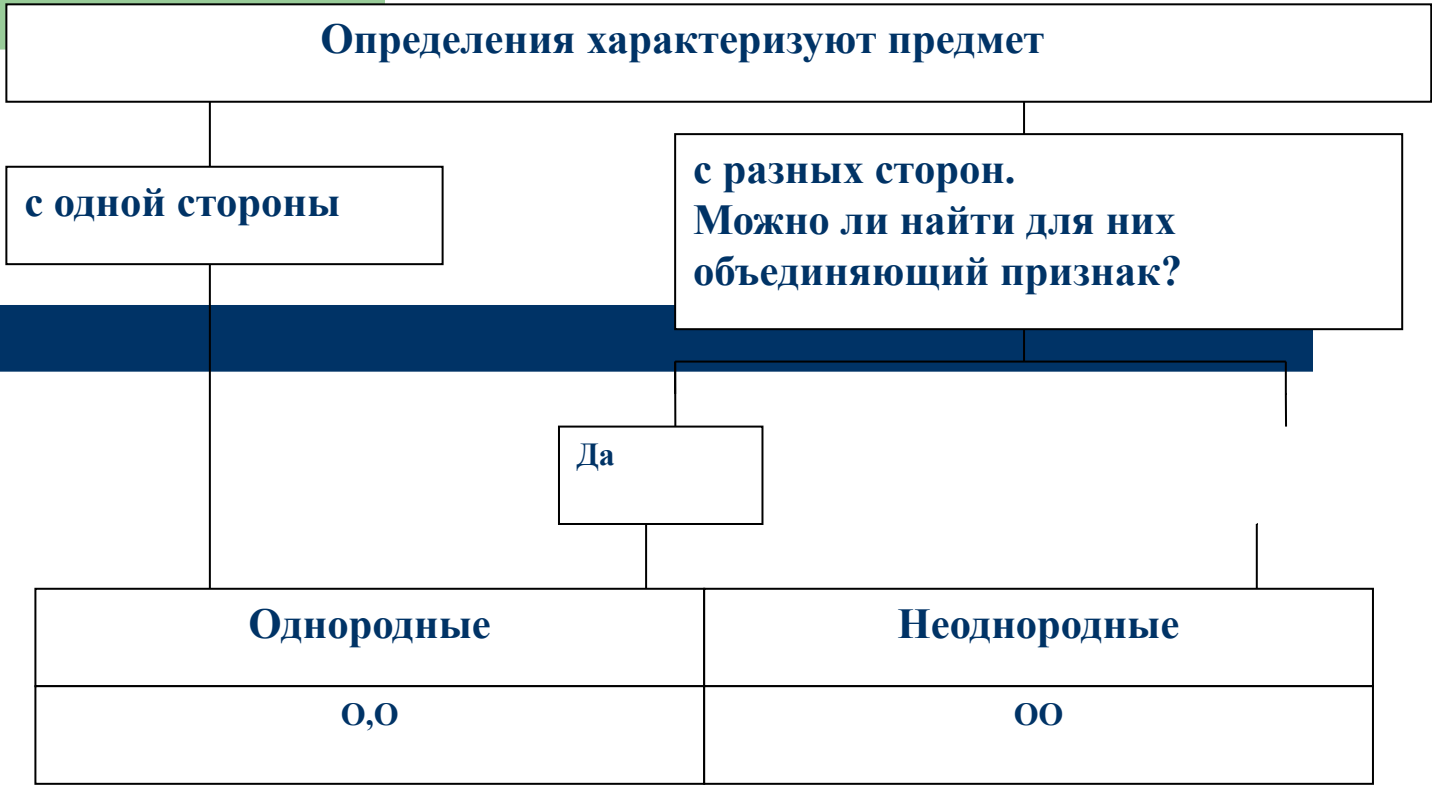 Определения характеризуют предмет
с одной стороны
с разных сторон.
Можно ли найти для них
объединяющий признак?
Да
Однородные
Неоднородные
О,О
ОО